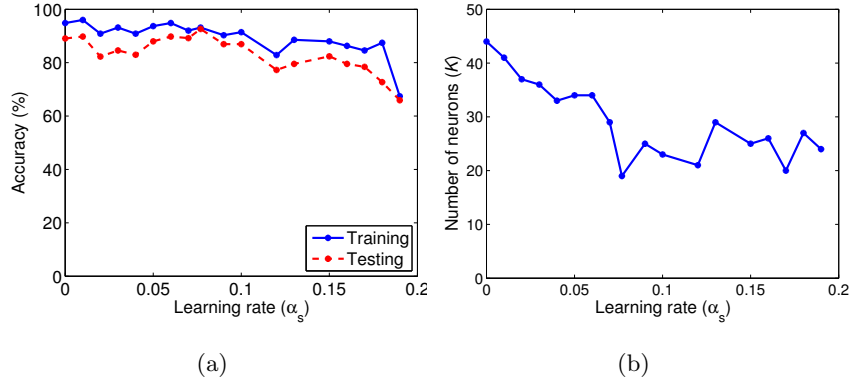 100
80
60
40
20
0
0
0.05
0.1
0.15
0.2
Accuracy (%)
Learning rate (αs)
Training
Testing
(a)
50
40
30
20
10
0
0
0.05
0.1
0.15
0.2
Number of neurons (K)
Learning rate (αs)
(b)